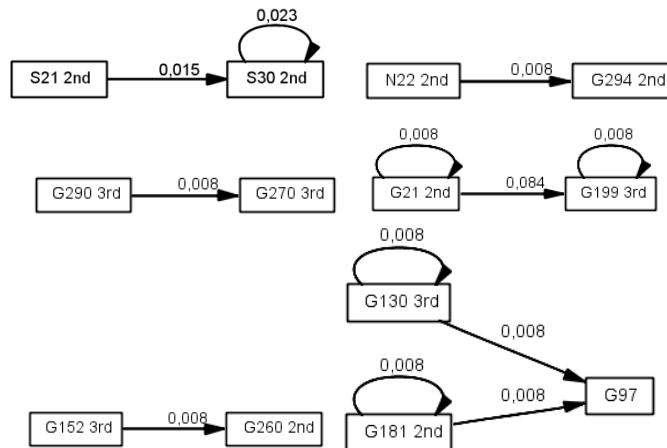 0,023
S21 2nd
0,015
S30 2nd
N22 2nd
0,008
G294 2nd
0,008
0,008
G290 3rd
0,008
G270 3rd
G21 2nd
0,084
G199 3rd
0,008
G130 3rd
0,008
0,008
G97
0,008
G152 3rd
0,008
G260 2nd
G181 2nd